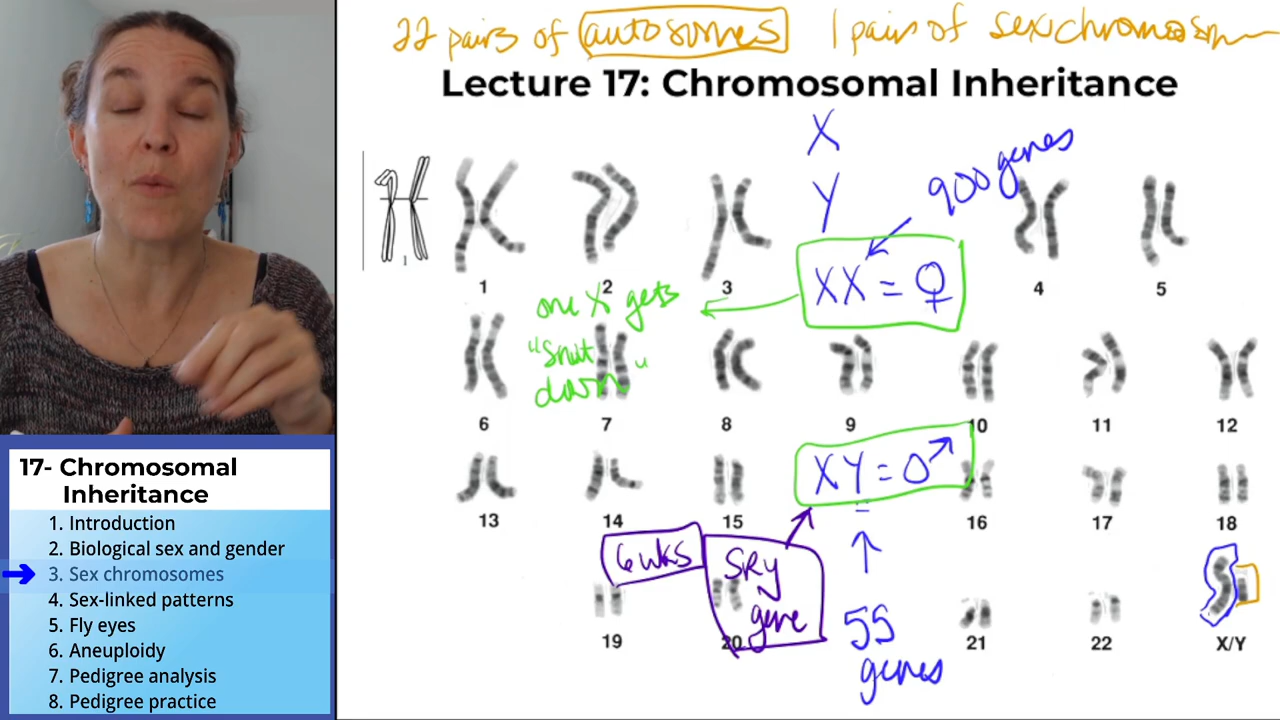 22 pairs of autosomes 1 pair of sex chromosom
Lecture 17: Chromosomal Inheritance
X
Y
900 genes
XX = ♀
1 2 3 4 5
one X gets
"Shut
down"
6 7 8 9 10 11 12
XY = ♂
13 14 15 16 17 18
6 wks
SRY
gene
55
genes
19 20 21 22 X/Y
17- Chromosomal
Inheritance
1. Introduction
2. Biological sex and gender
3. Sex chromosomes
4. Sex-linked patterns
5. Fly eyes
6. Aneuploidy
7. Pedigree analysis
8. Pedigree practice